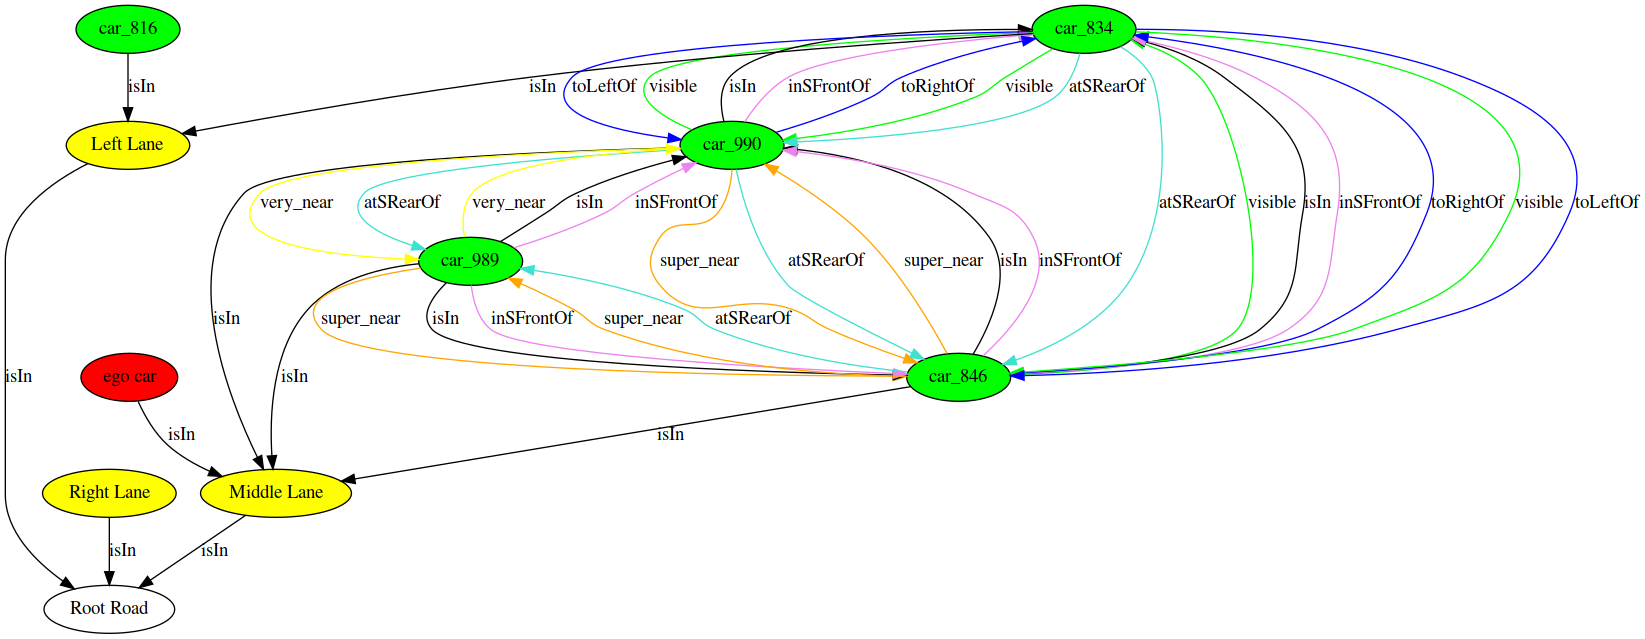 car_816
car_834
isIn
isIn
toLeftOf
visible
isIn
inSFrontOf
toRightOf
visible
atSRearOf
Left Lane
car_990
very_near
atSRearOf
very_near
isIn
inSFrontOf
atSRearOf
visible
isIn
inSFrontOf
toRightOf
visible
toLeftOf
car_989
super_near
atSRearOf
super_near
isIn
inSFrontOf
isIn
super_near
isIn
inSFrontOf
super_near
atSRearOf
isIn
ego car
isIn
car_846
isIn
isIn
Right Lane
Middle Lane
isIn
isIn
Root Road